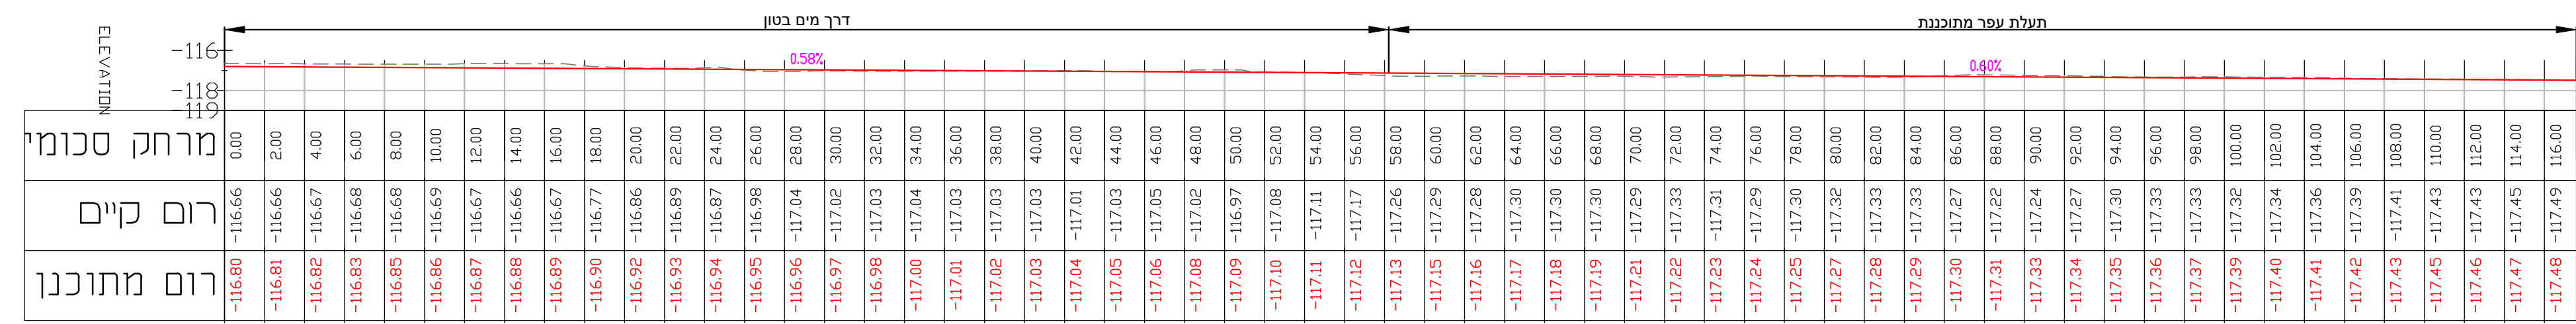 דרך מים בטון תעלת עפר מתוכננת
ELEVATION
-116
-118
-119
0.58% 0.60%
מרחק סכומי 0.00 2.00 4.00 6.00 8.00 10.00 12.00 14.00 16.00 18.00 20.00 22.00 24.00 26.00 28.00 30.00 32.00 34.00 36.00 38.00 40.00 42.00 44.00 46.00 48.00 50.00 52.00 54.00 56.00 58.00 60.00 62.00 64.00 66.00 68.00 70.00 72.00 74.00 76.00 78.00 80.00 82.00 84.00 86.00 88.00 90.00 92.00 94.00 96.00 98.00 100.00 102.00 104.00 106.00 108.00 110.00 112.00 114.00 116.00
רום קיים -116.66 -116.66 -116.67 -116.68 -116.68 -116.69 -116.67 -116.66 -116.67 -116.77 -116.86 -116.89 -116.87 -116.98 -117.04 -117.02 -117.03 -117.04 -117.03 -117.03 -117.03 -117.01 -117.03 -117.05 -117.02 -116.97 -117.08 -117.11 -117.17 -117.26 -117.29 -117.28 -117.30 -117.30 -117.30 -117.29 -117.33 -117.31 -117.29 -117.30 -117.32 -117.33 -117.33 -117.27 -117.22 -117.24 -117.27 -117.30 -117.33 -117.33 -117.32 -117.34 -117.36 -117.39 -117.41 -117.43 -117.43 -117.45 -117.49
רום מתוכנן -116.80 -116.81 -116.82 -116.83 -116.85 -116.86 -116.87 -116.88 -116.89 -116.90 -116.92 -116.93 -116.94 -116.95 -116.96 -116.97 -116.98 -117.00 -117.01 -117.02 -117.03 -117.04 -117.05 -117.06 -117.08 -117.09 -117.10 -117.11 -117.12 -117.13 -117.15 -117.16 -117.17 -117.18 -117.19 -117.21 -117.22 -117.23 -117.24 -117.25 -117.27 -117.28 -117.29 -117.30 -117.31 -117.33 -117.34 -117.35 -117.36 -117.37 -117.39 -117.40 -117.41 -117.42 -117.43 -117.45 -117.46 -117.47 -117.48